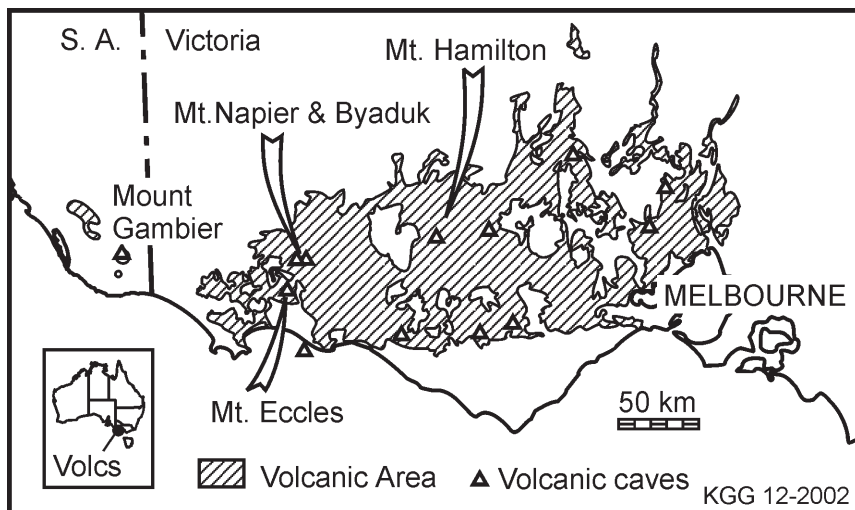 S. A.
Victoria
Mt. Hamilton
Mt.Napier & Byaduk
Mount
Gambier
MELBOURNE
Mt. Eccles
50 km
Volcs
Volcanic Area
Volcanic caves
KGG 12-2002